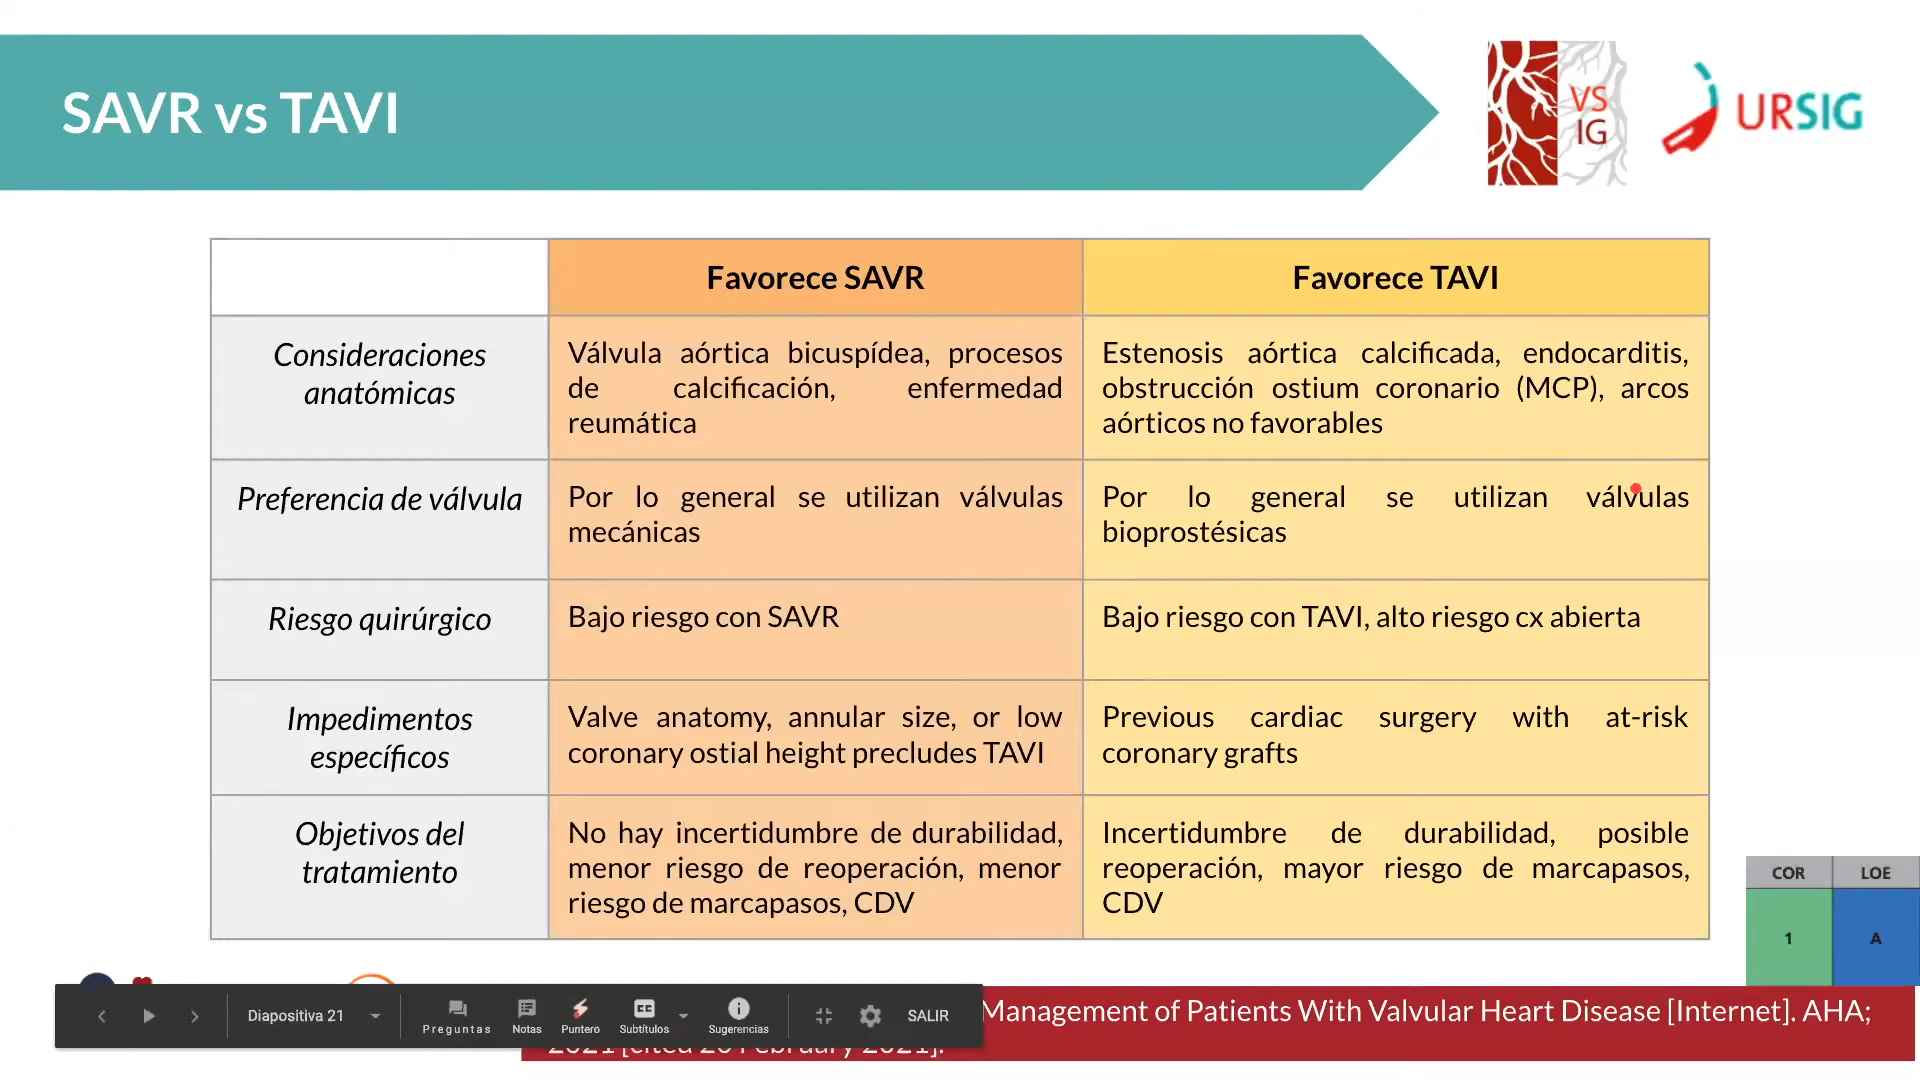 SAVR vs TAVI
VS
IG
URSIG
Favorece SAVR
Favorece TAVI
Consideraciones
anatómicas
Válvula aórtica bicuspídea, procesos
de calcificación, enfermedad
reumática
Estenosis aórtica calcificada, endocarditis,
obstrucción ostium coronario (MCP), arcos
aórticos no favorables
Preferencia de válvula
Por lo general se utilizan válvulas
mecánicas
Por lo general se utilizan válvulas
bioprostésicas
Riesgo quirúrgico
Bajo riesgo con SAVR
Bajo riesgo con TAVI, alto riesgo cx abierta
Impedimentos
específicos
Valve anatomy, annular size, or low
coronary ostial height precludes TAVI
Previous cardiac surgery with at-risk
coronary grafts
Objetivos del
tratamiento
No hay incertidumbre de durabilidad,
menor riesgo de reoperación, menor
riesgo de marcapasos, CDV
Incertidumbre de durabilidad, posible
reoperación, mayor riesgo de marcapasos,
CDV
COR LOE
1 A
Management of Patients With Valvular Heart Disease [Internet]. AHA;
2021 [cited 26 February 2021].
Diapositiva 21
Preguntas
Notas
Puntero
Subtítulos
Sugerencias
SALIR